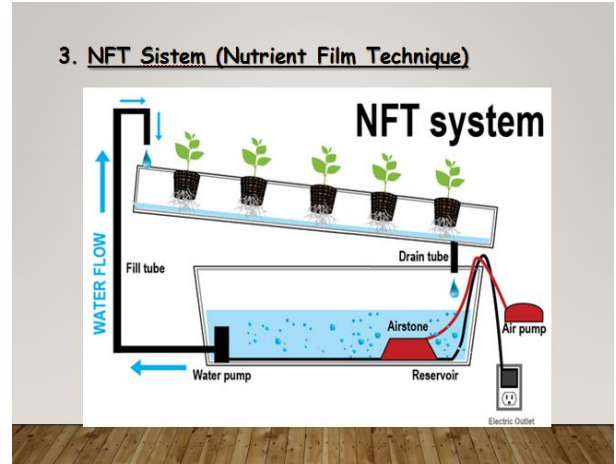 3. NFT Sistem (Nutrient Film Technique)
NFT system
WATER FLOW
Fill tube
Drain tube
Airstone
Air pump
Water pump
Reservoir
Electric Outlet